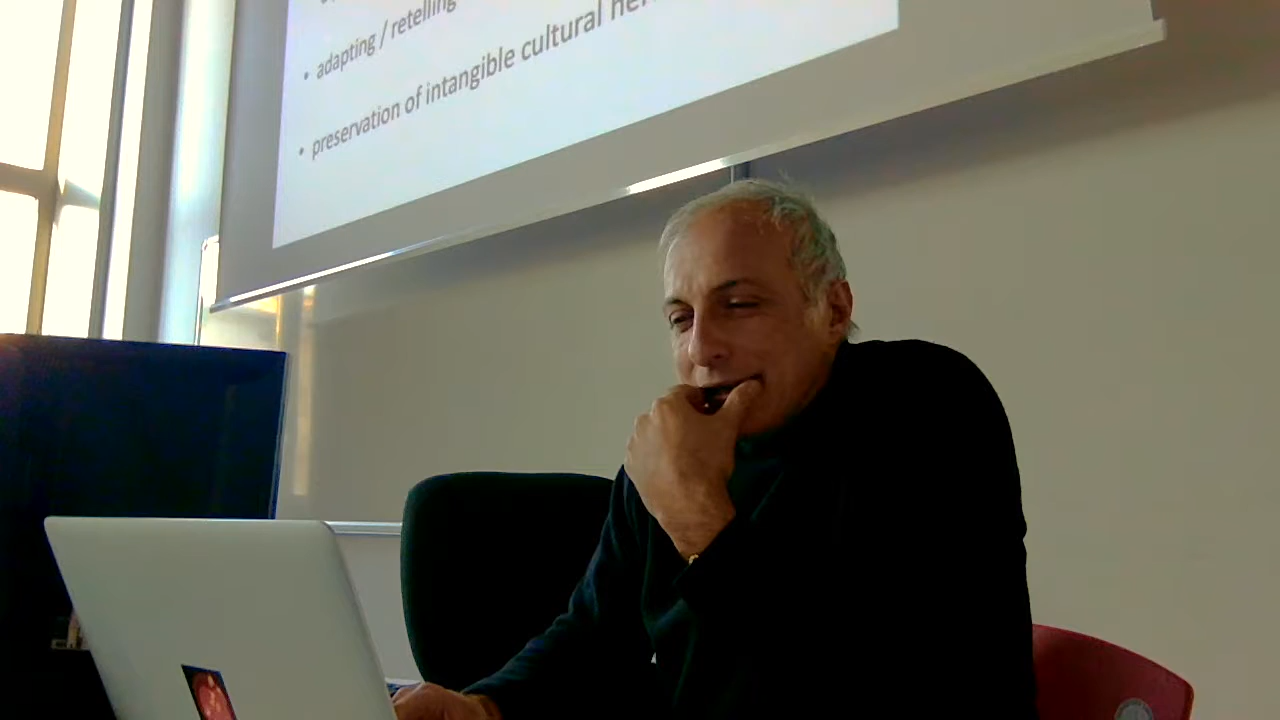 • adapting / retelling
• preservation of intangible cultural